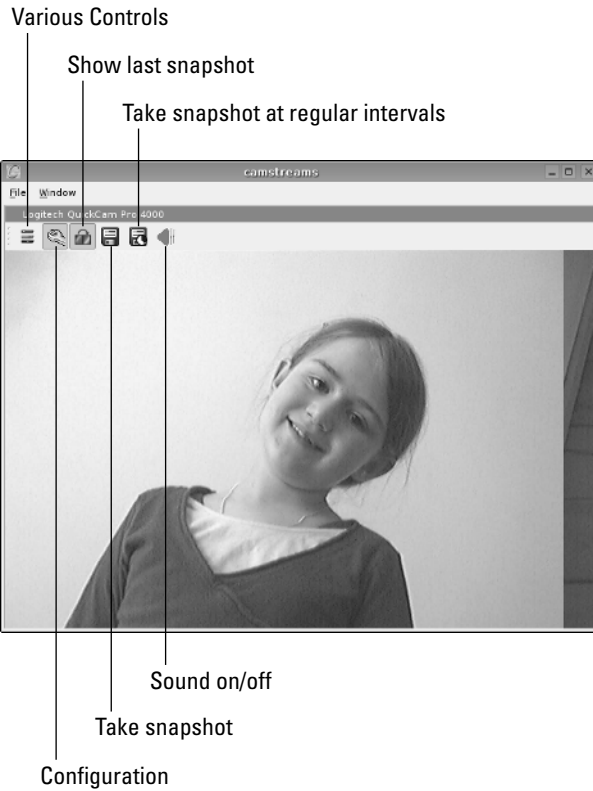 Various Controls
Show last snapshot
Take snapshot at regular intervals
camstreams
File Window
Logitech QuickCam Pro 4000
Sound on/off
Take snapshot
Configuration